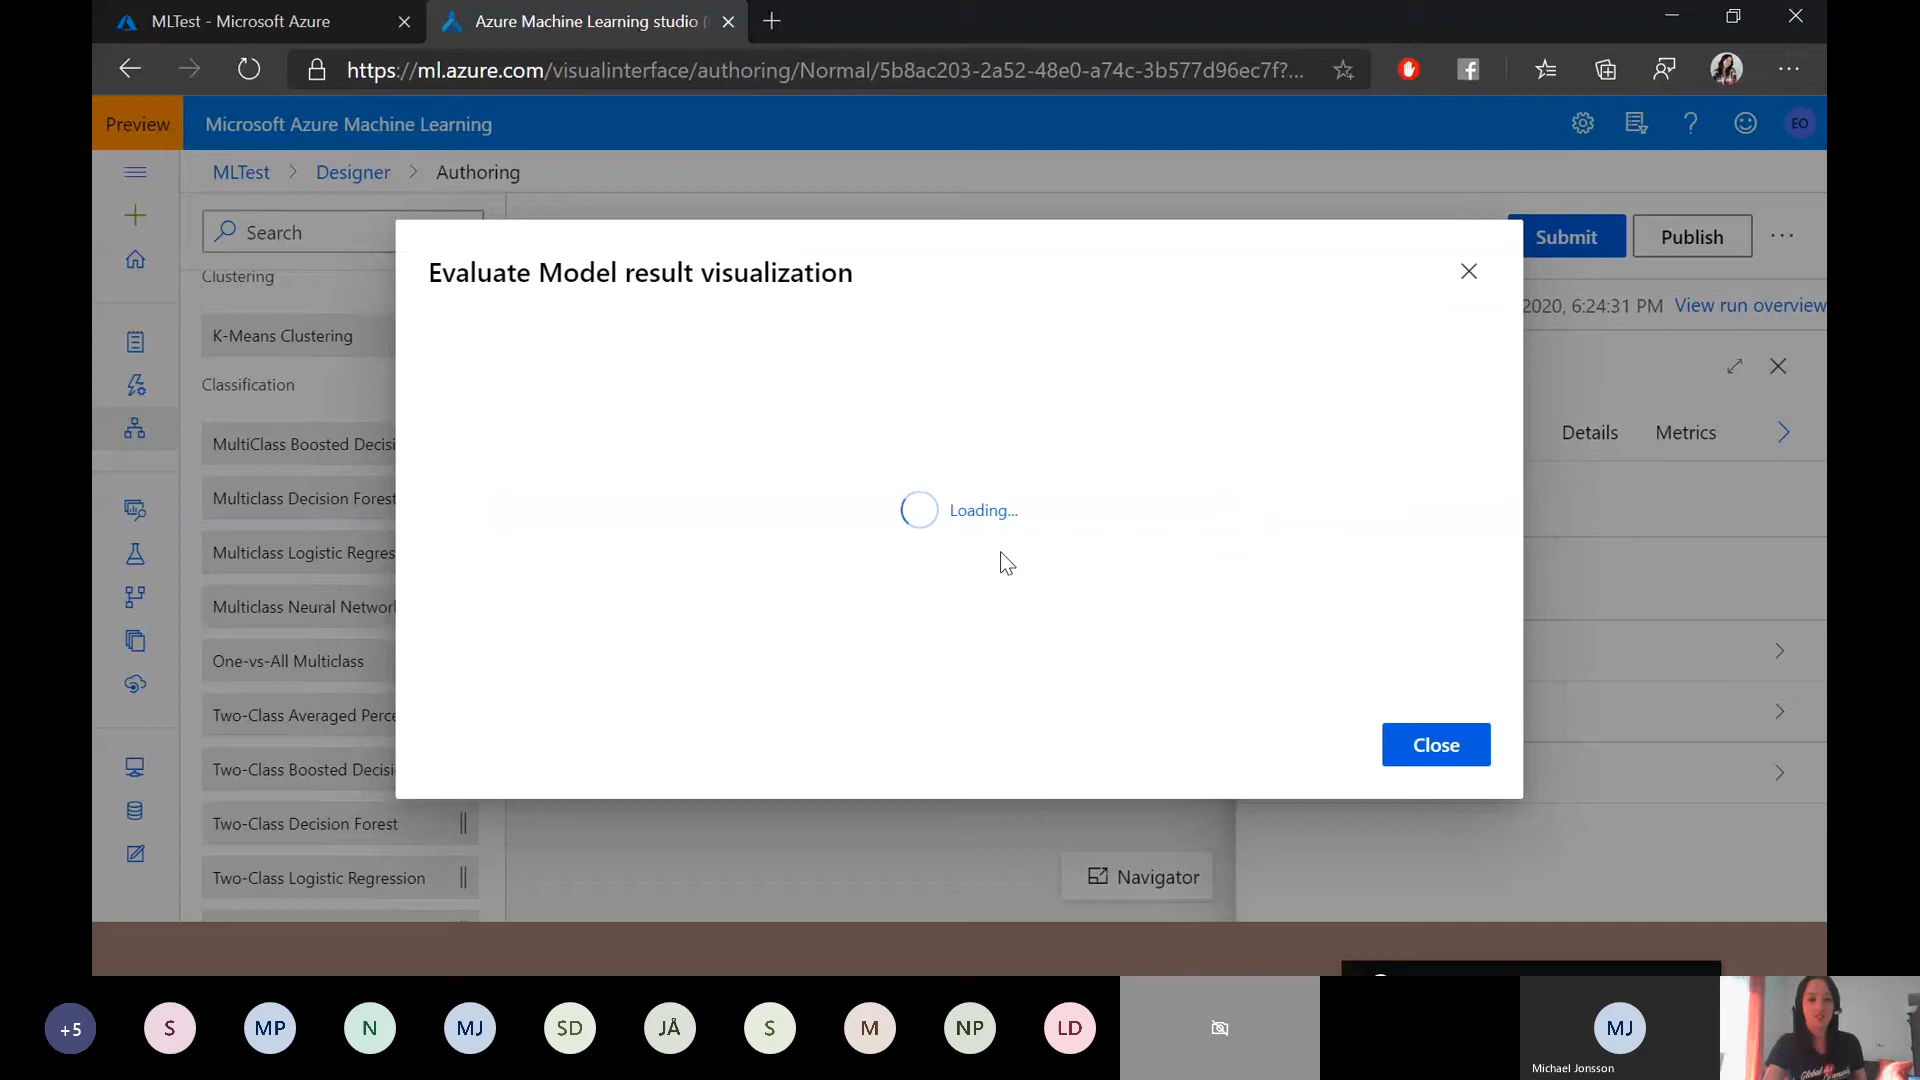 MLTest - Microsoft Azure
Azure Machine Learning studio (
https://ml.azure.com/visualinterface/authoring/Normal/5b8ac203-2a52-48e0-a74c-3b577d96ec7f?...
Preview
Microsoft Azure Machine Learning
EO
MLTest > Designer > Authoring
Search
Submit
Publish
Clustering
Evaluate Model result visualization
2020, 6:24:31 PM View run overview
K-Means Clustering
Classification
Details
Metrics
MultiClass Boosted Decisi
Multiclass Decision Forest
Loading...
Multiclass Logistic Regres
Multiclass Neural Networ
One-vs-All Multiclass
Two-Class Averaged Perce
Close
Two-Class Boosted Decisi
Two-Class Decision Forest
Two-Class Logistic Regression
Navigator
+5
S
MP
N
MJ
SD
JÅ
S
M
NP
LD
MJ
Michael Jonsson